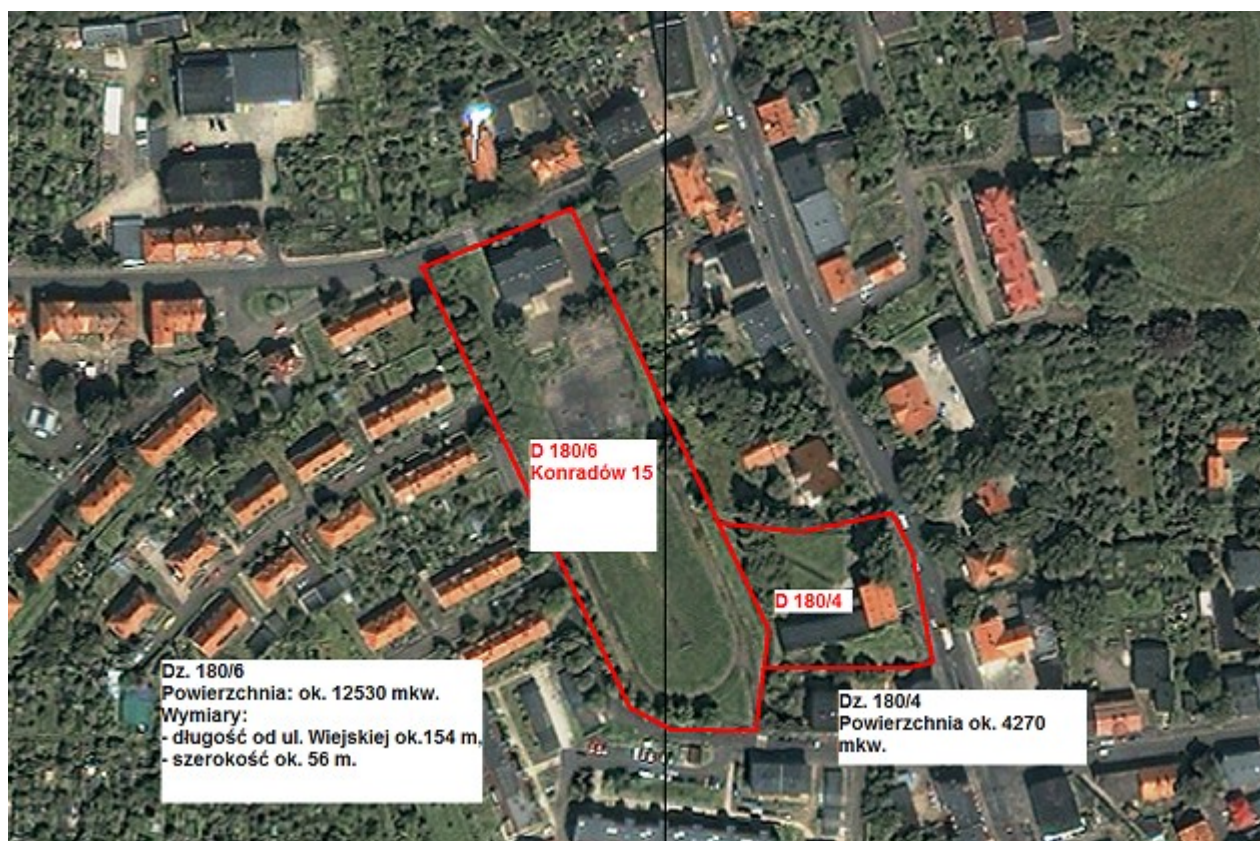 D 180/6
Konradów 15
D 180/4
Dz. 180/6
Powierzchnia: ok. 12530 mkw.
Wymiary:
- długość od ul. Wiejskiej ok.154 m,
- szerokość ok. 56 m.
Dz. 180/4
Powierzchnia ok. 4270
mkw.